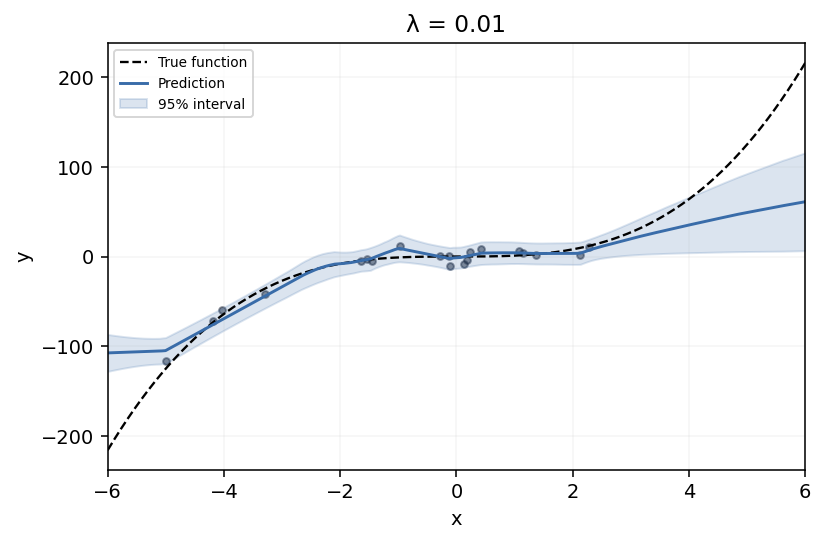 λ = 0.01
True function
Prediction
95% interval
200
100
0
−100
−200
y
−6
−4
−2
0
2
4
6
x